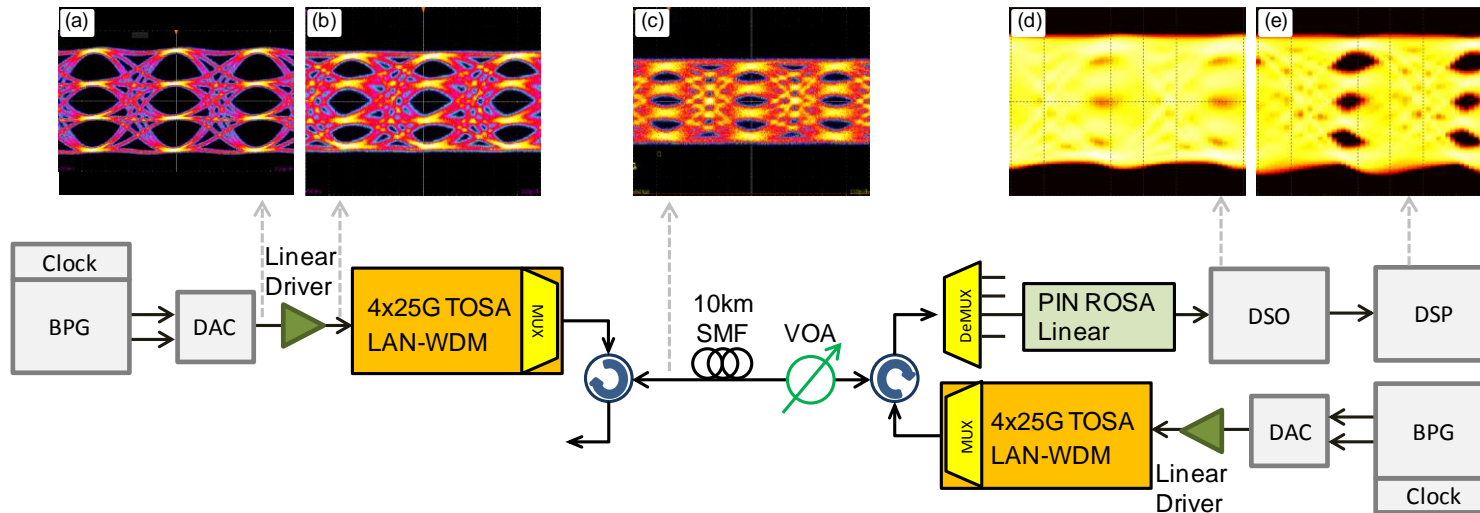 (a)
(b)
(c)
(d)
(e)
Clock
BPG
DAC
Linear
Driver
4x25G TOSA
LAN-WDM
MUX
10km
SMF
VOA
DeMUX
PIN ROSA
Linear
DSO
DSP
MUX
4x25G TOSA
LAN-WDM
Linear
Driver
DAC
BPG
Clock